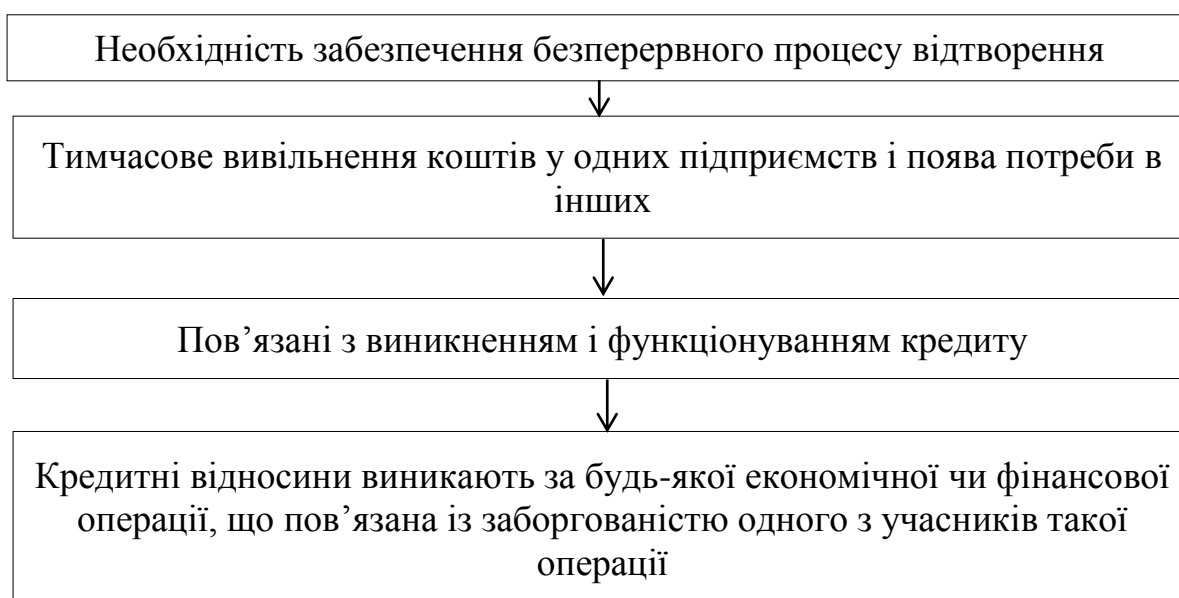 Необхідність забезпечення безперервного процесу відтворення
Тимчасове вивільнення коштів у одних підприємств і поява потреби в
інших
Пов’язані з виникненням і функціонуванням кредиту
Кредитні відносини виникають за будь-якої економічної чи фінансової
операції, що пов’язана із заборгованістю одного з учасників такої
операції